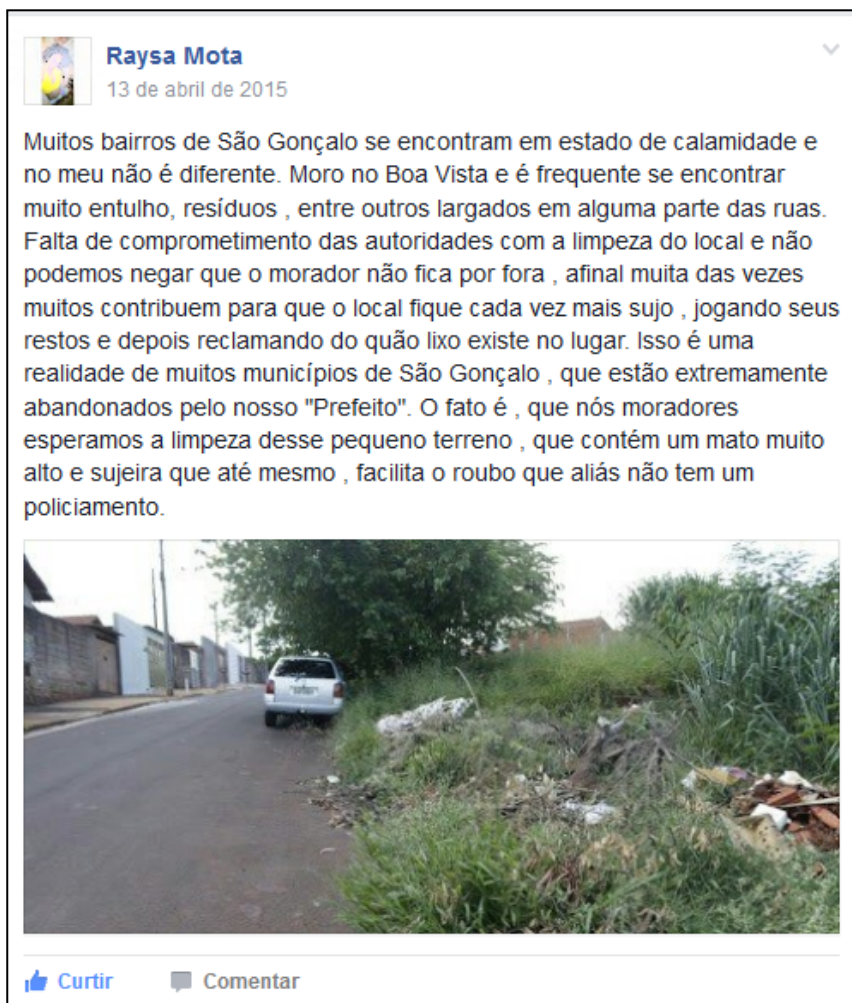 Raysa Mota
13 de abril de 2015
Muitos bairros de São Gonçalo se encontram em estado de calamidade e
no meu não é diferente. Moro no Boa Vista e é frequente se encontrar
muito entulho, resíduos , entre outros largados em alguma parte das ruas.
Falta de comprometimento das autoridades com a limpeza do local e não
podemos negar que o morador não fica por fora , afinal muita das vezes
muitos contribuem para que o local fique cada vez mais sujo , jogando seus
restos e depois reclamando do quão lixo existe no lugar. Isso é uma
realidade de muitos municípios de São Gonçalo , que estão extremamente
abandonados pelo nosso "Prefeito". O fato é , que nós moradores
esperamos a limpeza desse pequeno terreno , que contém um mato muito
alto e sujeira que até mesmo , facilita o roubo que aliás não tem um
policiamento.
Curtir Comentar